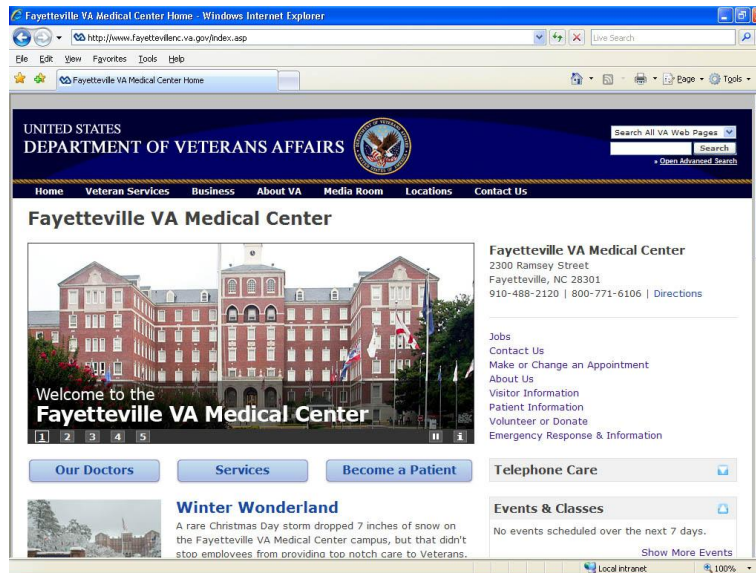 Fayetteville VA Medical Center Home - Windows Internet Explorer
http://www.fayettevillenc.va.gov/index.asp
Live Search
File Edit View Favorites Tools Help
Fayetteville VA Medical Center Home
Page Tools
UNITED STATES
DEPARTMENT OF VETERANS AFFAIRS
Search All VA Web Pages
Search
» Open Advanced Search
Home Veteran Services Business About VA Media Room Locations Contact Us
Fayetteville VA Medical Center
Welcome to the
Fayetteville VA Medical Center
1 2 3 4 5
Fayetteville VA Medical Center
2300 Ramsey Street
Fayetteville, NC 28301
910-488-2120 | 800-771-6106 | Directions
Jobs
Contact Us
Make or Change an Appointment
About Us
Visitor Information
Patient Information
Volunteer or Donate
Emergency Response & Information
Our Doctors Services Become a Patient
Telephone Care
Winter Wonderland
A rare Christmas Day storm dropped 7 inches of snow on
the Fayetteville VA Medical Center campus, but that didn't
stop employees from providing top notch care to Veterans.
Events & Classes
No events scheduled over the next 7 days.
Show More Events
Local intranet
100%